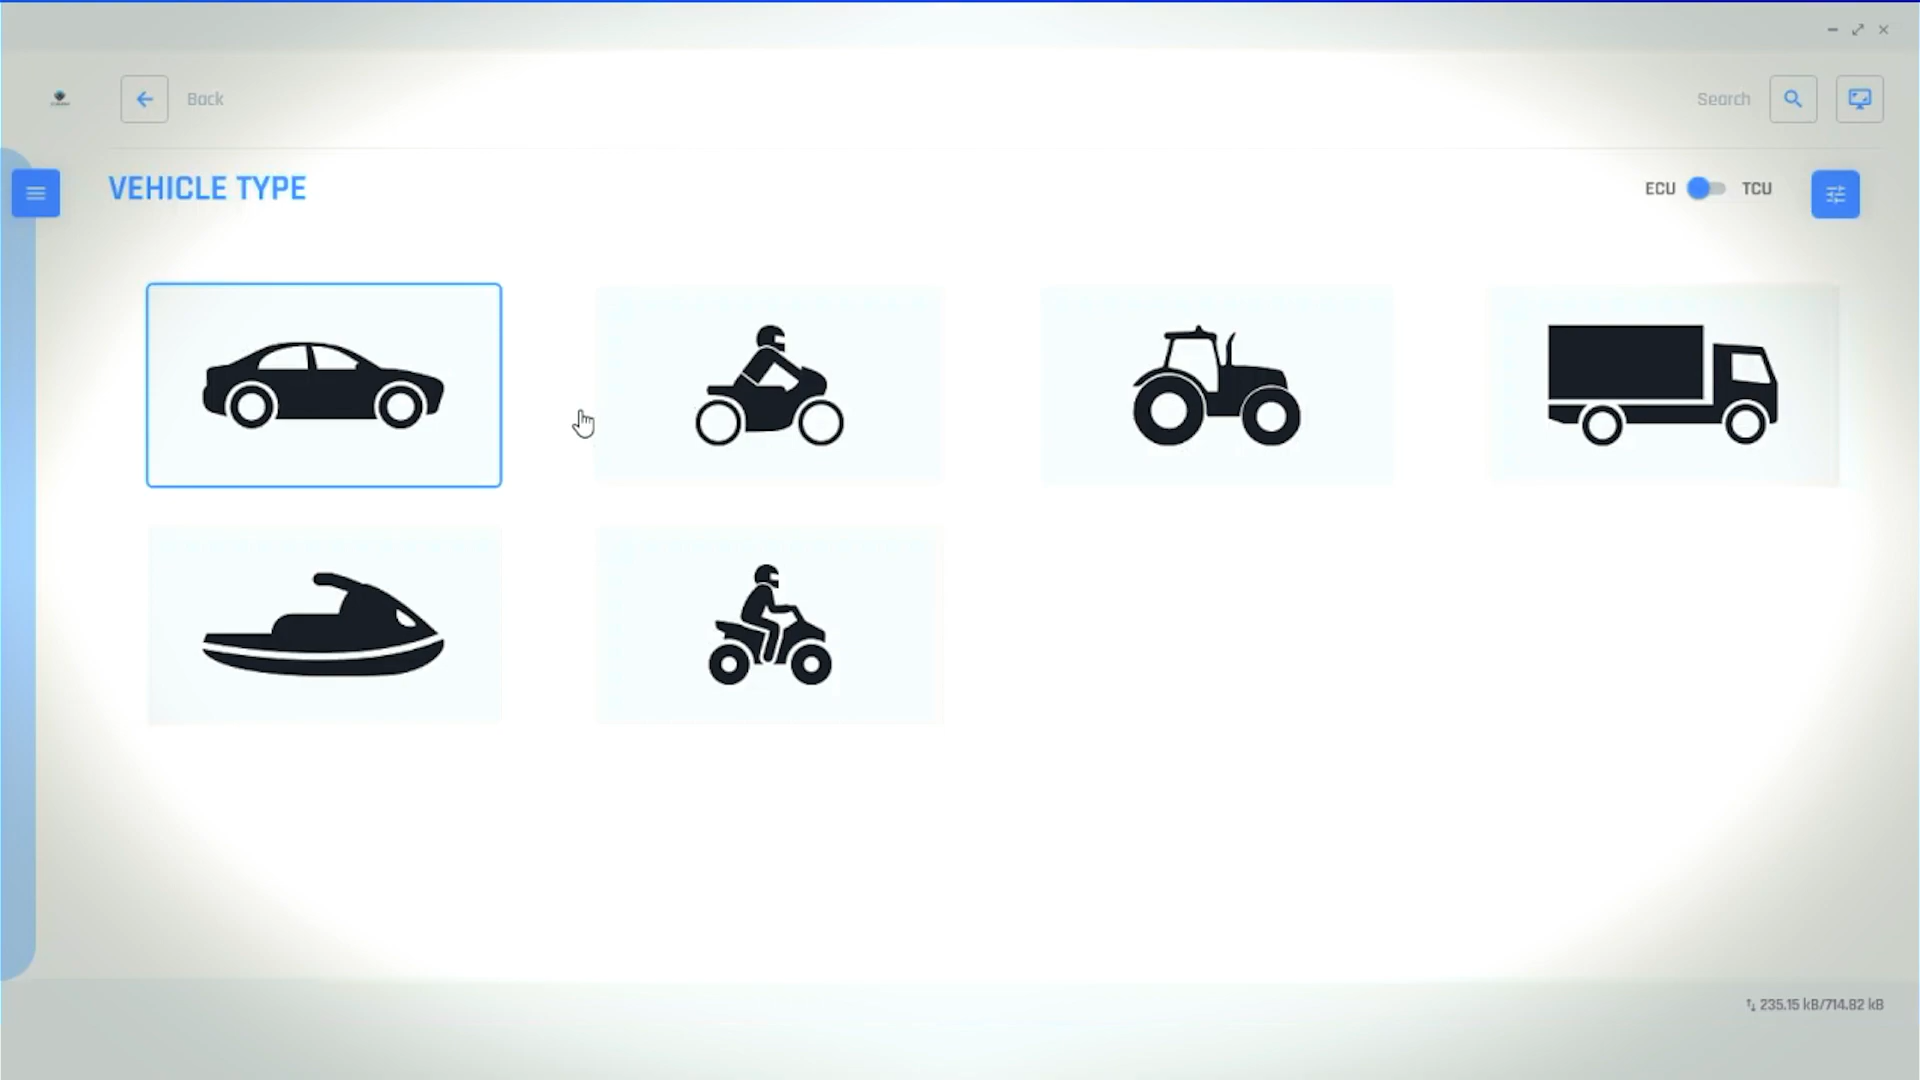 Back
Search
VEHICLE TYPE
ECU TCU
235.15 kB/714.82 kB